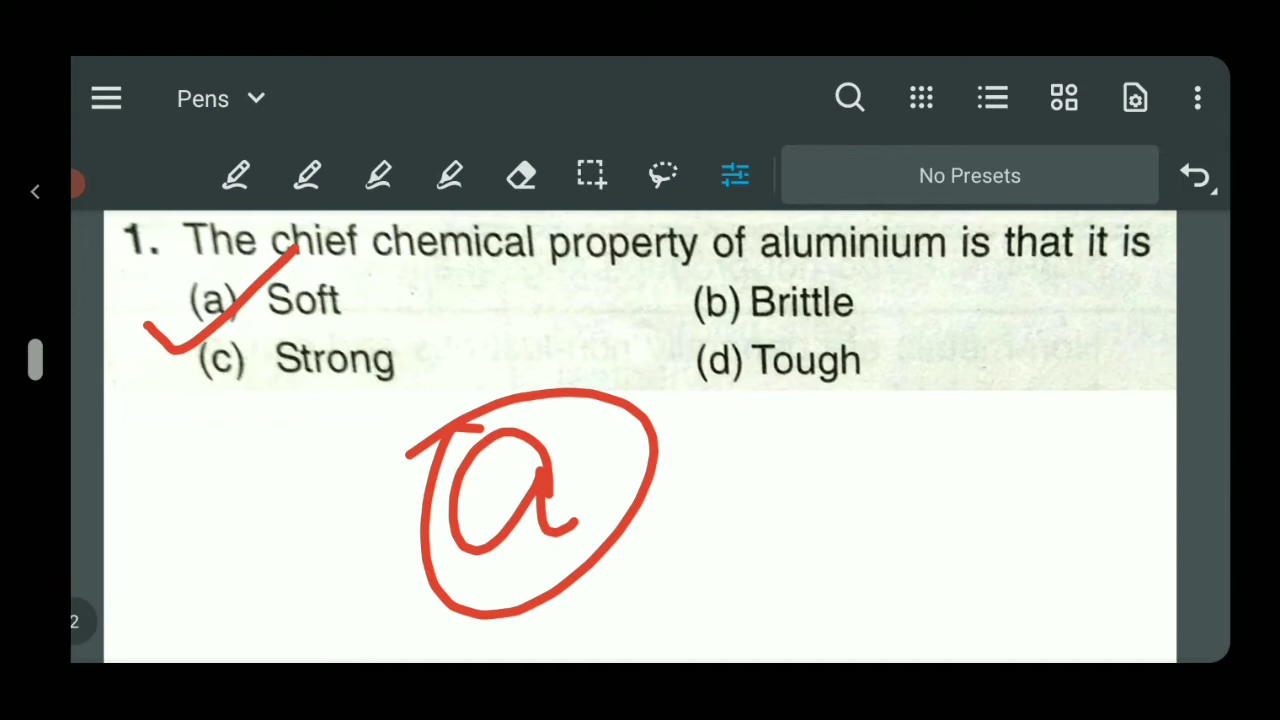 Pens
No Presets
1. The chief chemical property of aluminium is that it is
(a) Soft (b) Brittle
(c) Strong (d) Tough
a
2